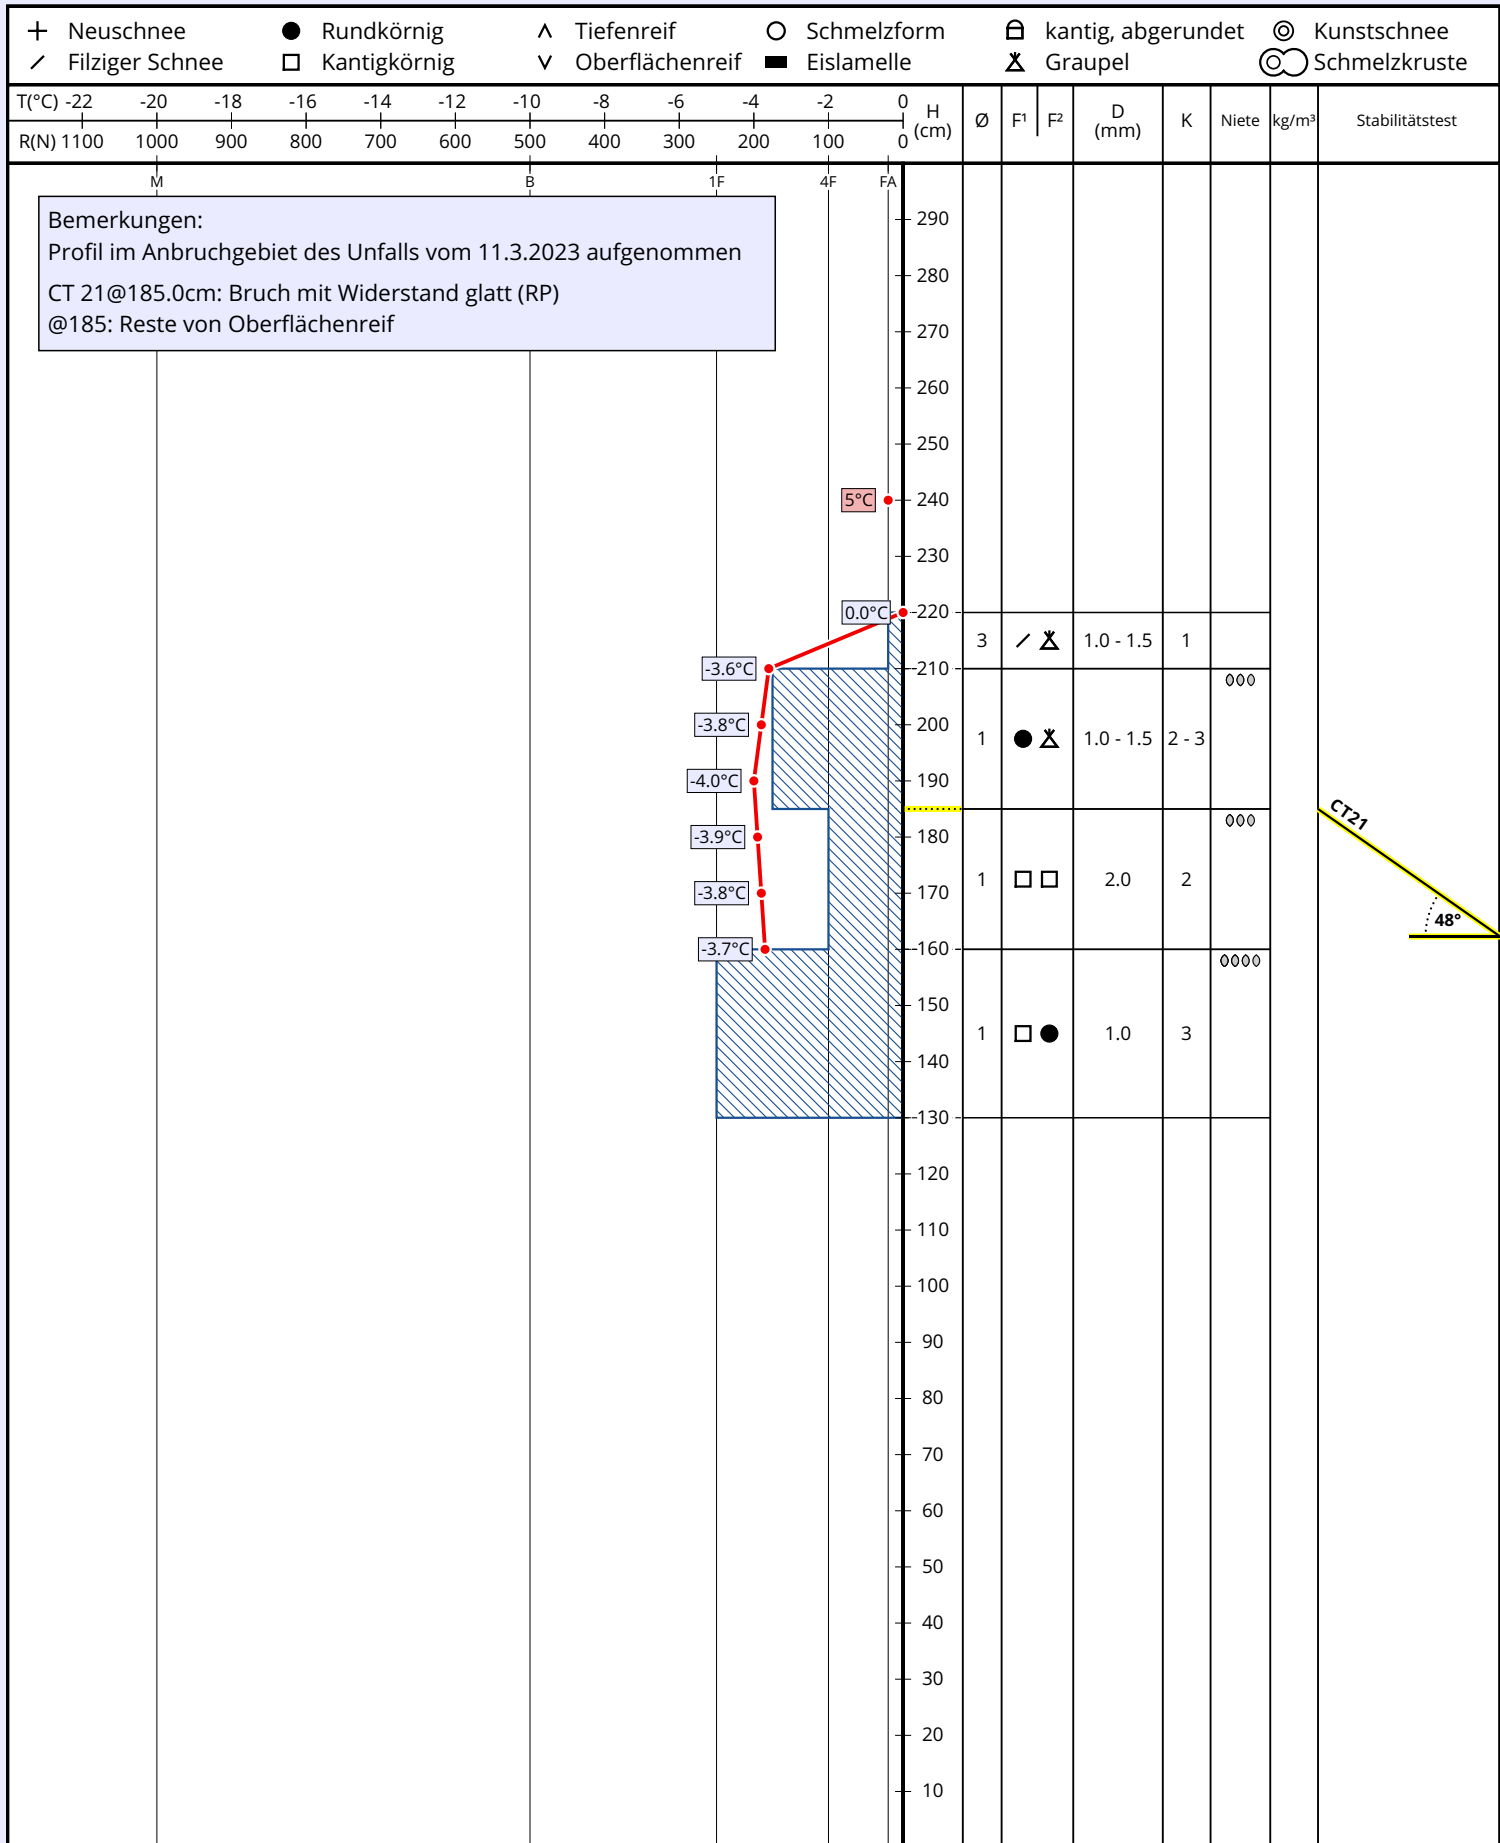 Neuschnee Rundkörnig Tiefenreif Schmelzform kantig, abgerundet Kunstschnee
Filziger Schnee Kantigkörnig Oberflächenreif Eislamelle Graupel Schmelzkruste
T(°C) -22 -20 -18 -16 -14 -12 -10 -8 -6 -4 -2 0
R(N) 1100 1000 900 800 700 600 500 400 300 200 100 0
H (cm) Ø F¹ F² D (mm) K Niete kg/m³ Stabilitätstest
M B 1F 4F FA
Bemerkungen:
Profil im Anbruchgebiet des Unfalls vom 11.3.2023 aufgenommen
CT 21@185.0cm: Bruch mit Widerstand glatt (RP)
@185: Reste von Oberflächenreif
290
280
270
260
250
5°C 240
230
0.0°C 220
3 1.0 - 1.5 1
-3.6°C 210
-3.8°C 200
1 1.0 - 1.5 2 - 3
-4.0°C 190
CT21
-3.9°C 180
1 2.0 2
-3.8°C 170
48°
-3.7°C 160
150
1 1.0 3
140
130
120
110
100
90
80
70
60
50
40
30
20
10